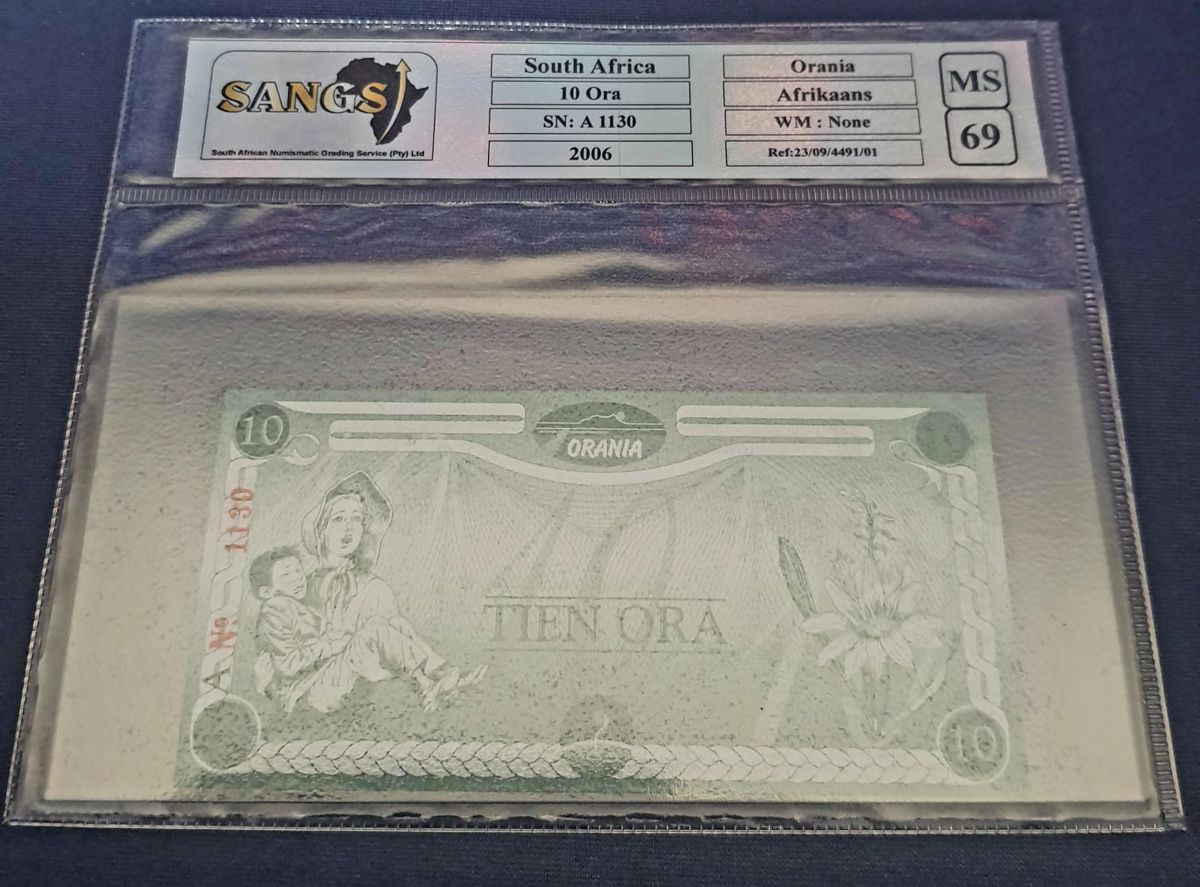 SANGS
South African Numismatic Grading Service (Pty) Ltd
South Africa
10 Ora
SN: A 1130
2006
Orania
Afrikaans
WM : None
Ref:23/09/4491/01
MS
69
10
ORANIA
A Nº. 1130
10
TIEN ORA
10